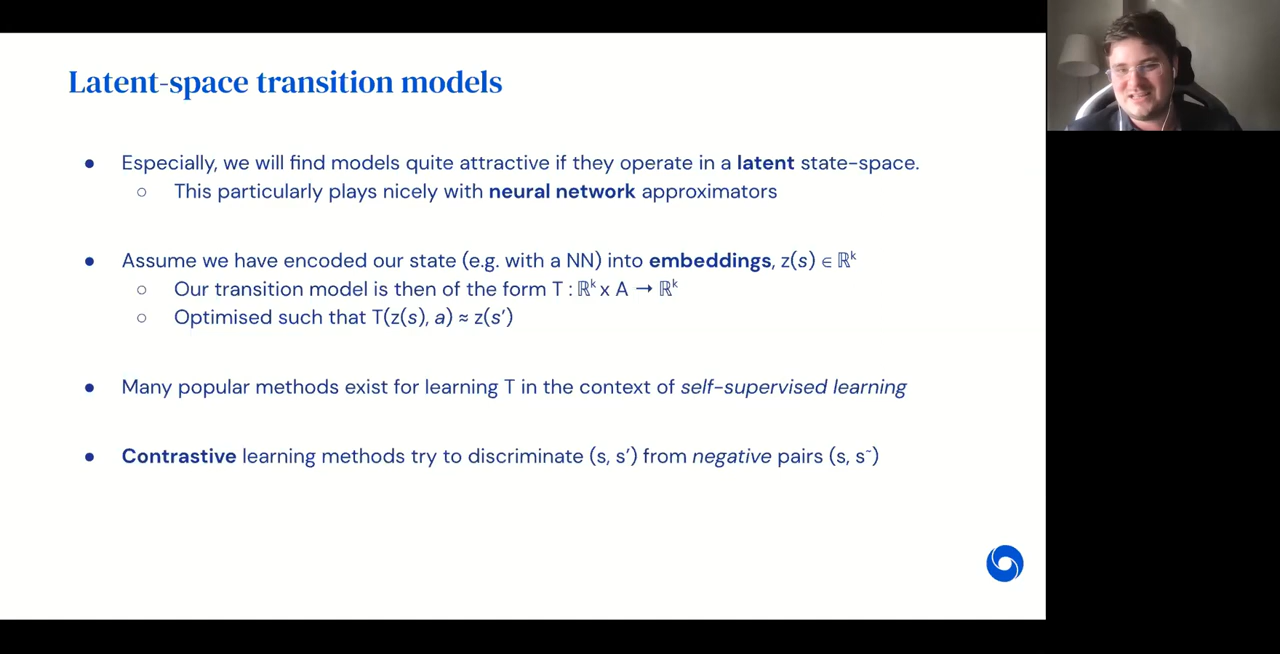 Latent-space transition models
● Especially, we will find models quite attractive if they operate in a latent state-space.
○ This particularly plays nicely with neural network approximators
● Assume we have encoded our state (e.g. with a NN) into embeddings, z(s) ∈ ℝᵏ
○ Our transition model is then of the form T : ℝᵏ x A → ℝᵏ
○ Optimised such that T(z(s), a) ≈ z(s’)
● Many popular methods exist for learning T in the context of self-supervised learning
● Contrastive learning methods try to discriminate (s, s’) from negative pairs (s, s˜)